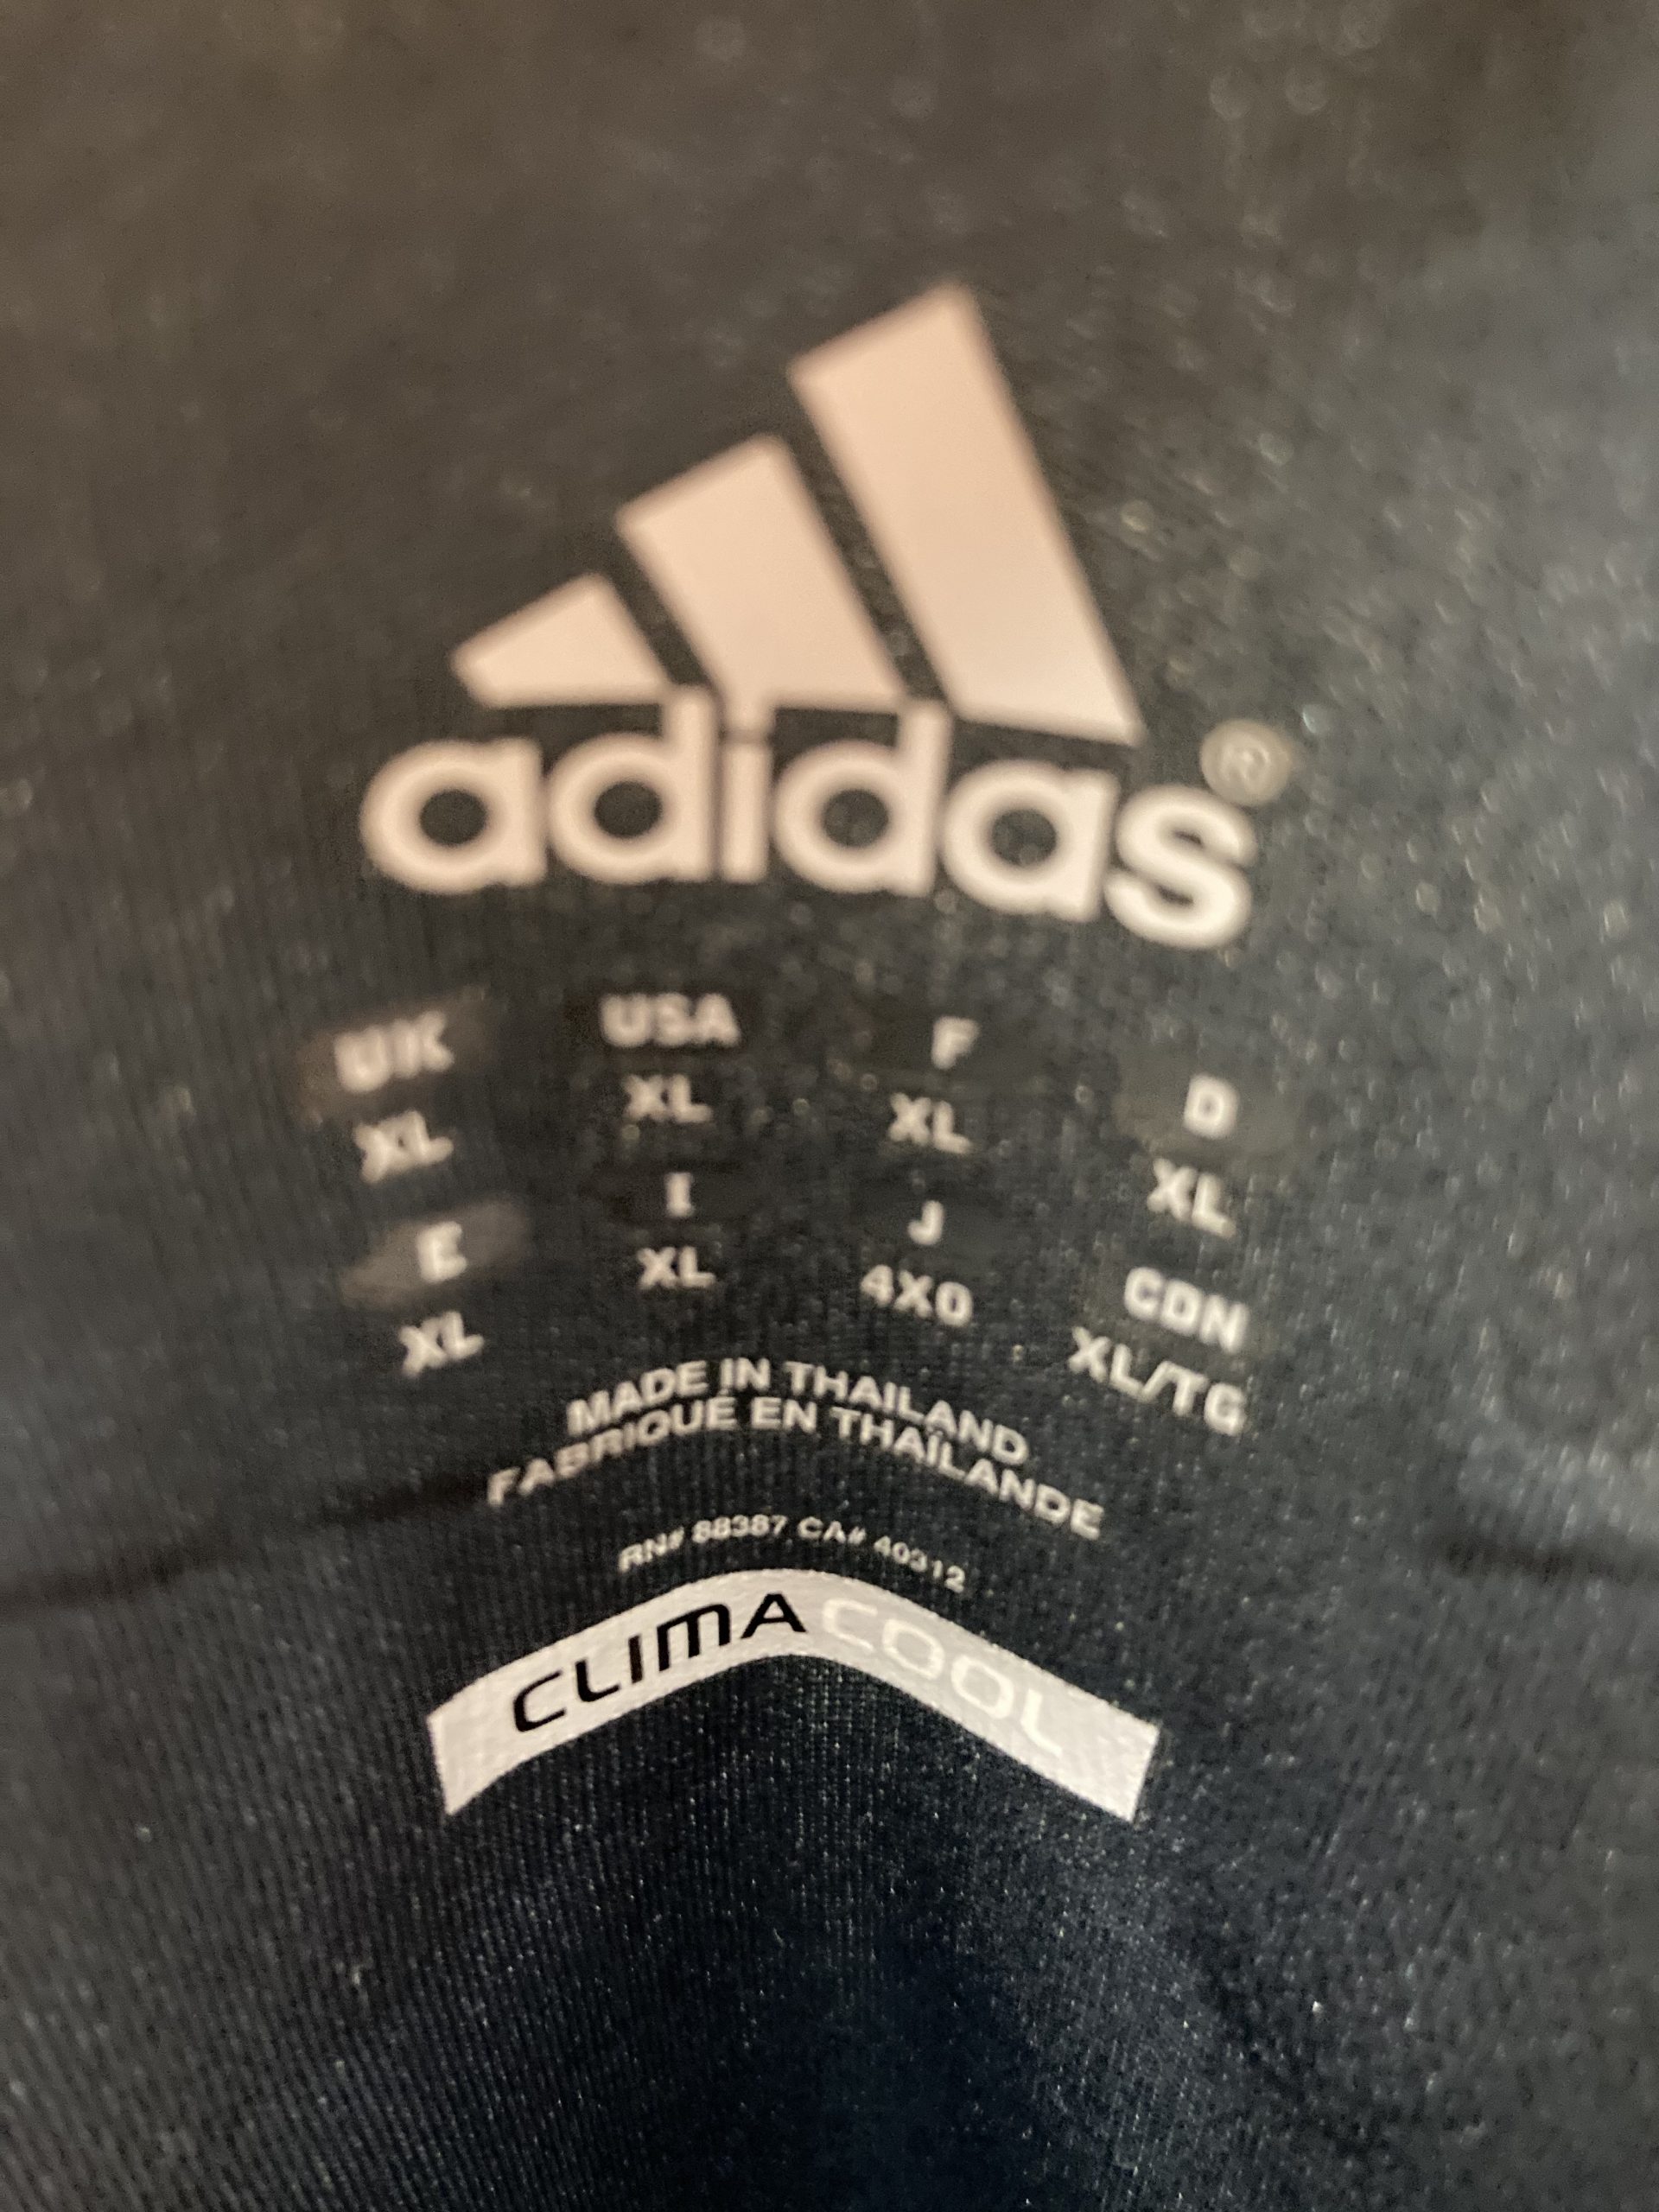 adidas®
UK USA F D
XL XL XL XL
E I J CDN
XL XL 4XO XL/TG
MADE IN THAILAND
FABRIQUÉ EN THAÏLANDE
RN# 88387 CA# 40312
CLIMACOOL